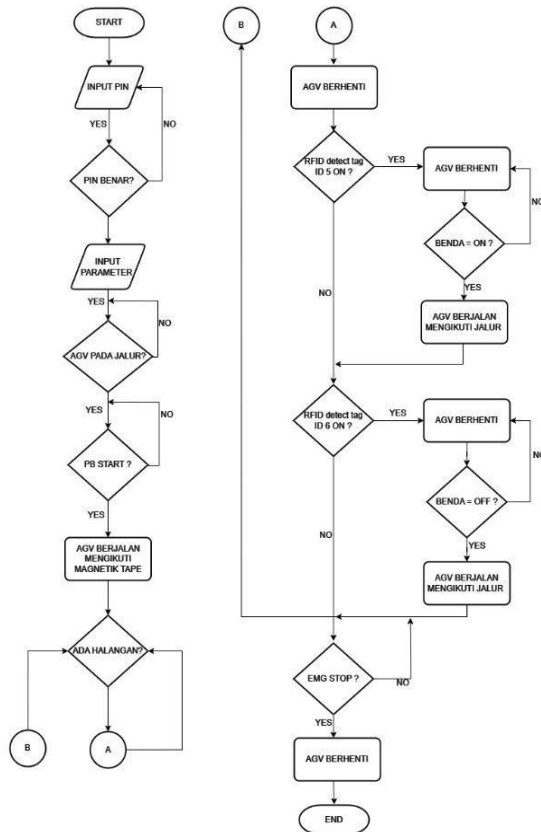 START
INPUT PIN
YES
NO
PIN BENAR?
INPUT
PARAMETER
YES
NO
AGV PADA JALUR?
YES
NO
PB START ?
YES
AGV BERJALAN
MENGIKUTI
MAGNETIK TAPE
ADA HALANGAN?
B
A
B
A
AGV BERHENTI
RFID detect tag
ID 5 ON ?
YES
AGV BERHENTI
NO
BENDA = ON ?
YES
NO
AGV BERJALAN
MENGIKUTI JALUR
RFID detect tag
ID 6 ON ?
YES
AGV BERHENTI
NO
BENDA = OFF ?
YES
NO
AGV BERJALAN
MENGIKUTI JALUR
EMG STOP ?
NO
YES
AGV BERHENTI
END